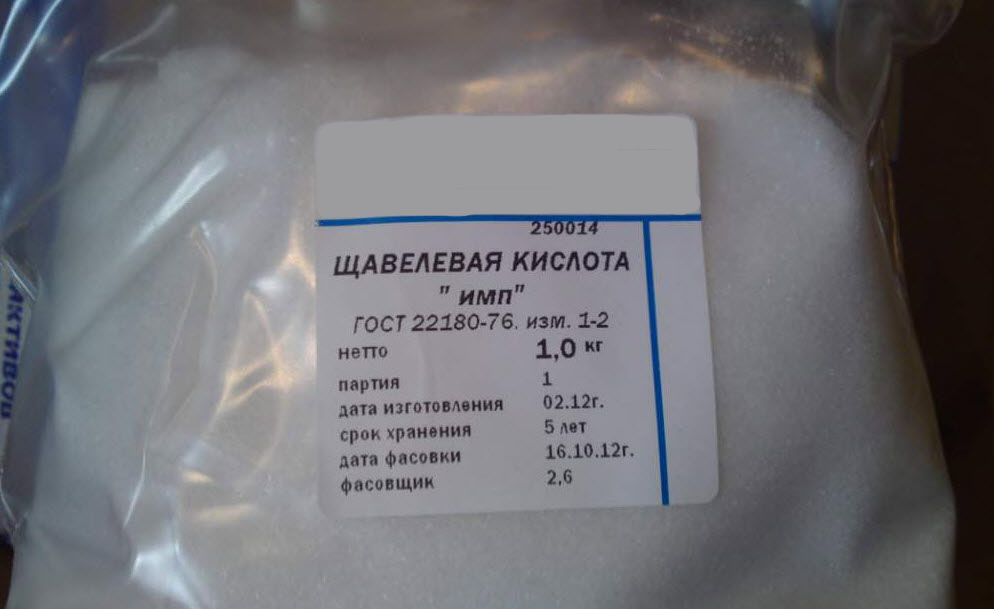 250014
ЩАВЕЛЕВАЯ КИСЛОТА
" имп"
ГОСТ 22180-76. изм. 1-2
нетто 1,0 кг
партия 1
дата изготовления 02.12г.
срок хранения 5 лет
дата фасовки 16.10.12г.
фасовщик 2,6
АКТИВОВ